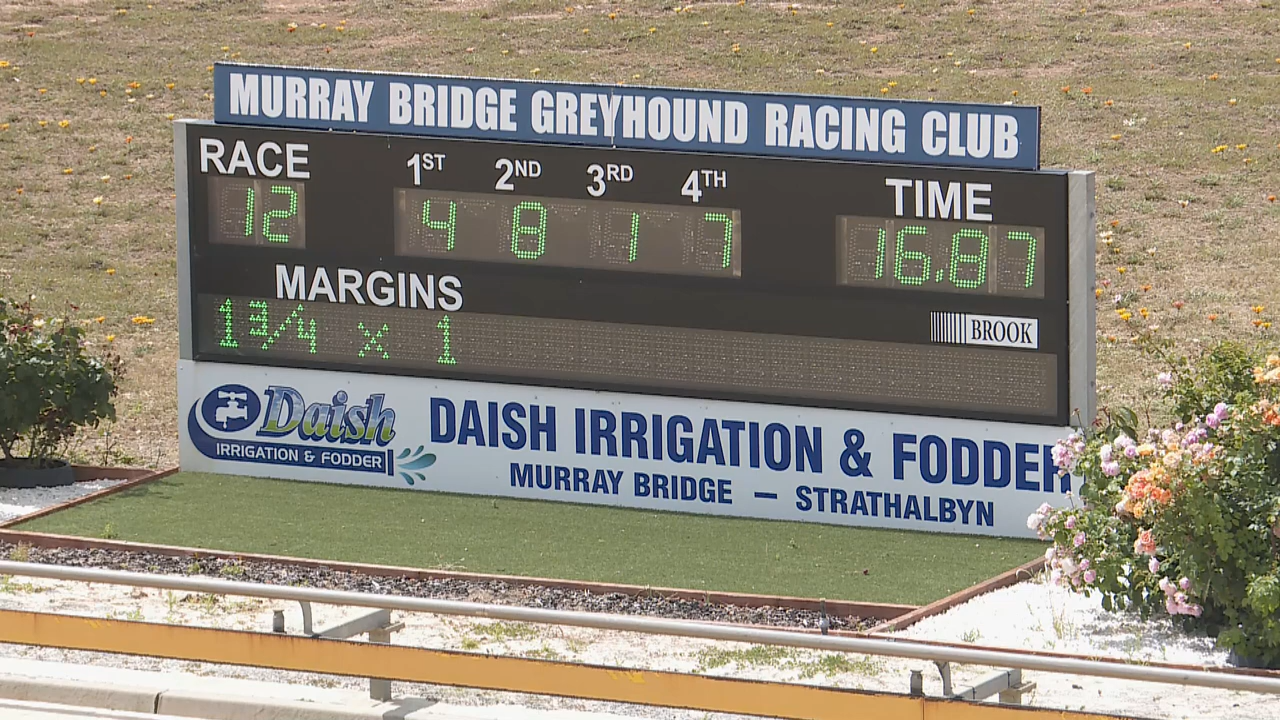 MURRAY BRIDGE GREYHOUND RACING CLUB
RACE 1ST 2ND 3RD 4TH TIME
12 4 8 1 7 16.87
MARGINS
1 3/4 x 1
BROOK
Daish
IRRIGATION & FODDER
DAISH IRRIGATION & FODDER
MURRAY BRIDGE – STRATHALBYN